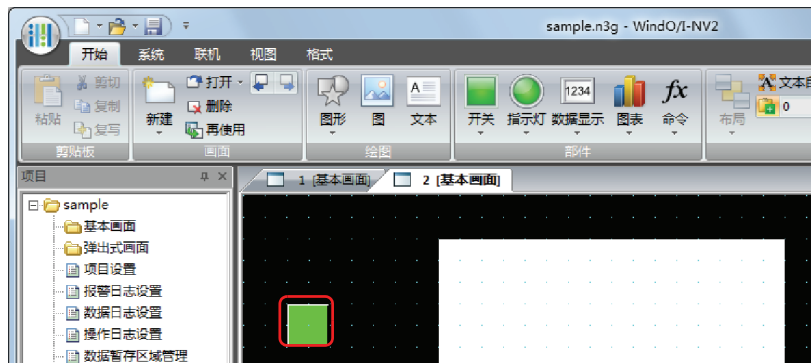 sample.n3g - WindO/I-NV2
开始 系统 联机 视图 格式
粘贴 剪切 复制 复写
剪贴板
新建 打开 删除 再使用
画面
图形 图 A 文本
绘图
开关 指示灯 1234 数据显示 图表 fx 命令
部件
布局 A 文本自
0
项目
1 [基本画面] 2 [基本画面]
sample
基本画面
弹出式画面
项目设置
报警日志设置
数据日志设置
操作日志设置
数据暂存区域管理